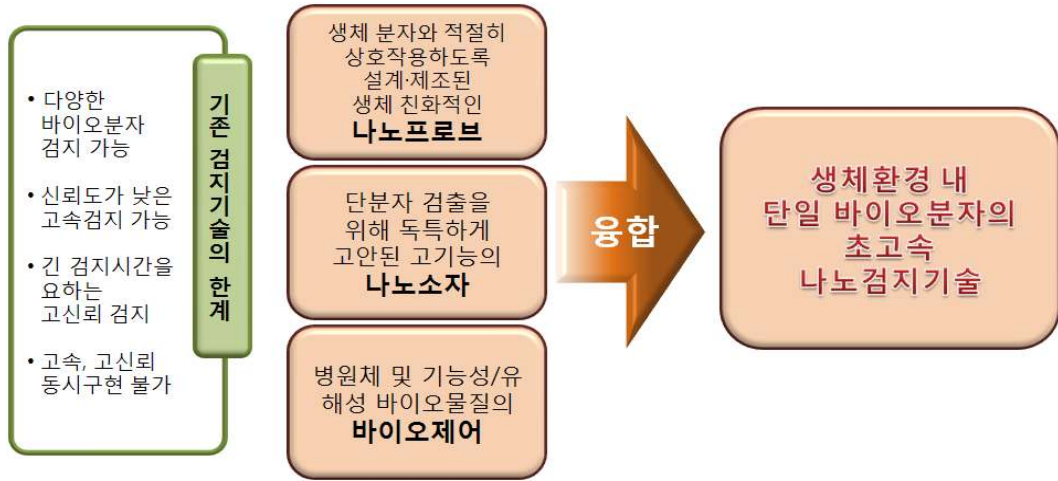 • 다양한
바이오분자
검지 가능
• 신뢰도가 낮은
고속검지 가능
• 긴 검지시간을
요하는
고신뢰 검지
• 고속, 고신뢰
동시구현 불가
기존 검지기술의 한계
생체 분자와 적절히
상호작용하도록
설계·제조된
생체 친화적인
나노프로브
단분자 검출을
위해 독특하게
고안된 고기능의
나노소자
병원체 및 기능성/유
해성 바이오물질의
바이오제어
융합
생체환경 내
단일 바이오분자의
초고속
나노검지기술